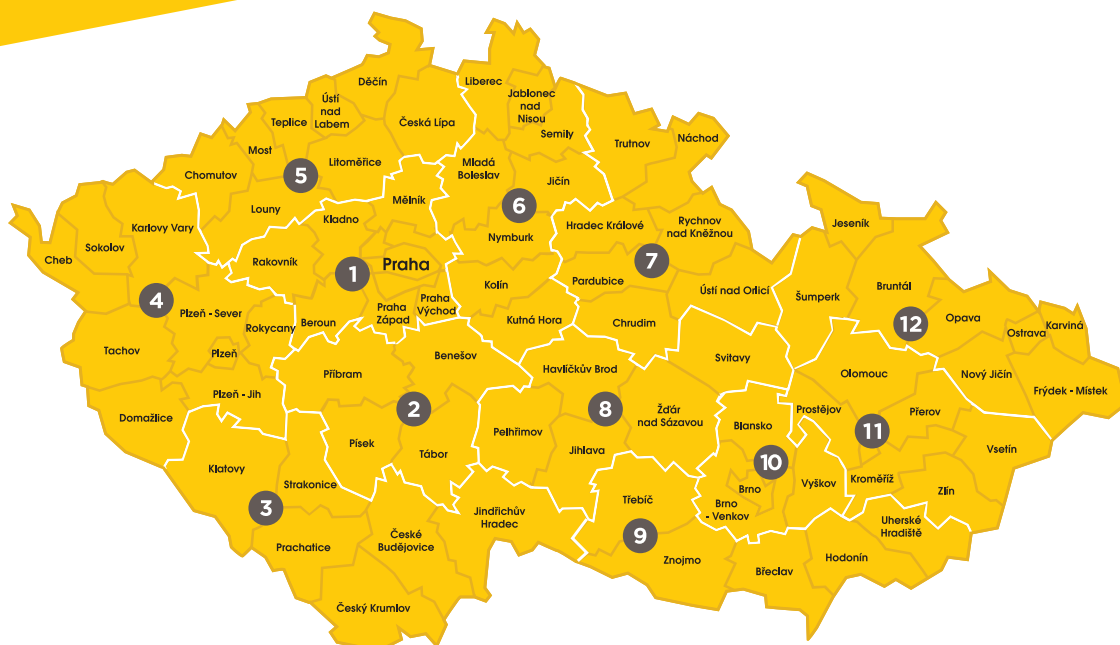 Děčín
Liberec
Ústí
nad
Labem
Jablonec
nad
Nisou
Teplice
Česká Lípa
Semily
Trutnov
Náchod
Most
Litoměřice
Mladá
Boleslav
Chomutov
5
Jičín
Mělník
6
Louny
Kladno
Hradec Králové
Rychnov
nad Kněžnou
Jeseník
Karlovy Vary
Nymburk
Sokolov
Cheb
Rakovník
1
Praha
7
Kolín
Pardubice
Ústí nad Orlicí
Šumperk
Bruntál
4
Plzeň - Sever
Praha
Západ
Praha
Východ
Rokycany
Beroun
Kutná Hora
Chrudim
12
Opava
Ostrava
Karviná
Tachov
Plzeň
Benešov
Svitavy
Příbram
Havlíčkův Brod
Olomouc
Nový Jičín
Frýdek - Místek
Plzeň - Jih
Domažlice
2
8
Žďár
nad Sázavou
Prostějov
Přerov
Pelhřimov
Blansko
11
Písek
Tábor
Jihlava
Vsetín
10
Klatovy
Strakonice
Kroměříž
Brno
Vyškov
Zlín
3
Třebíč
Brno
- Venkov
Jindřichův
Hradec
Uherské
Hradiště
9
České
Budějovice
Prachatice
Znojmo
Břeclav
Hodonín
Český Krumlov